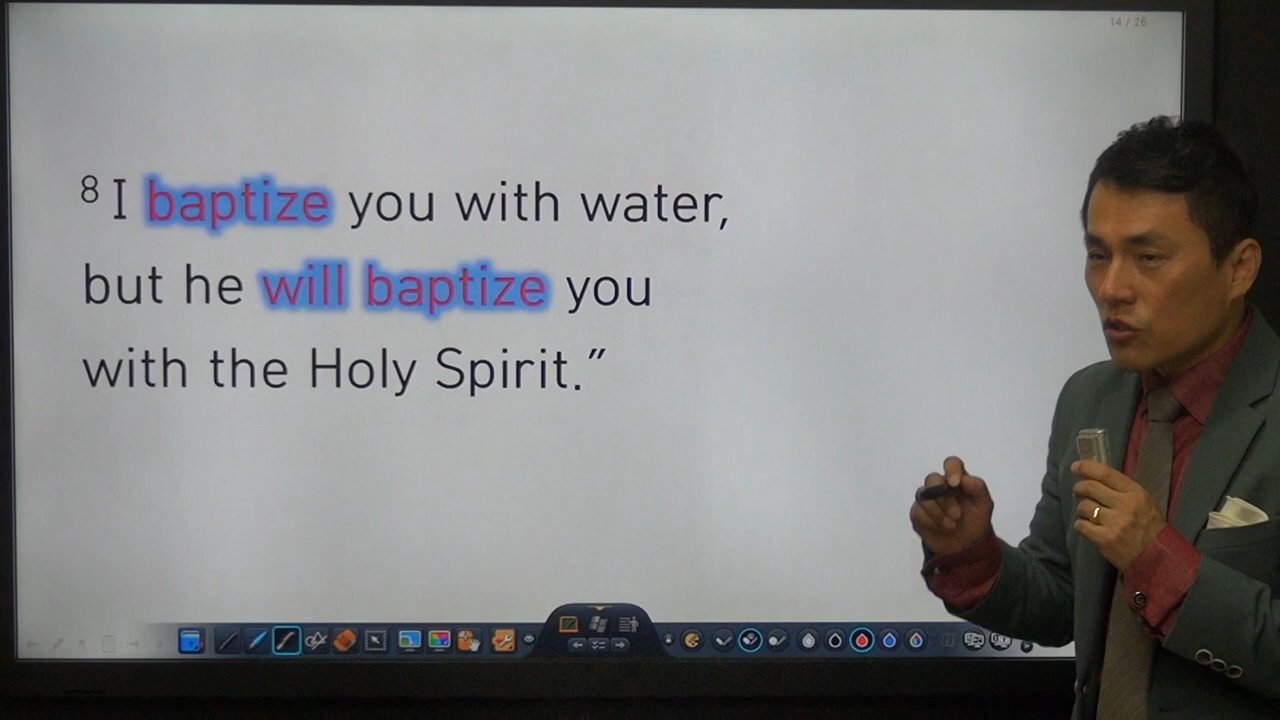 14 / 26
8 I baptize you with water,
but he will baptize you
with the Holy Spirit.”